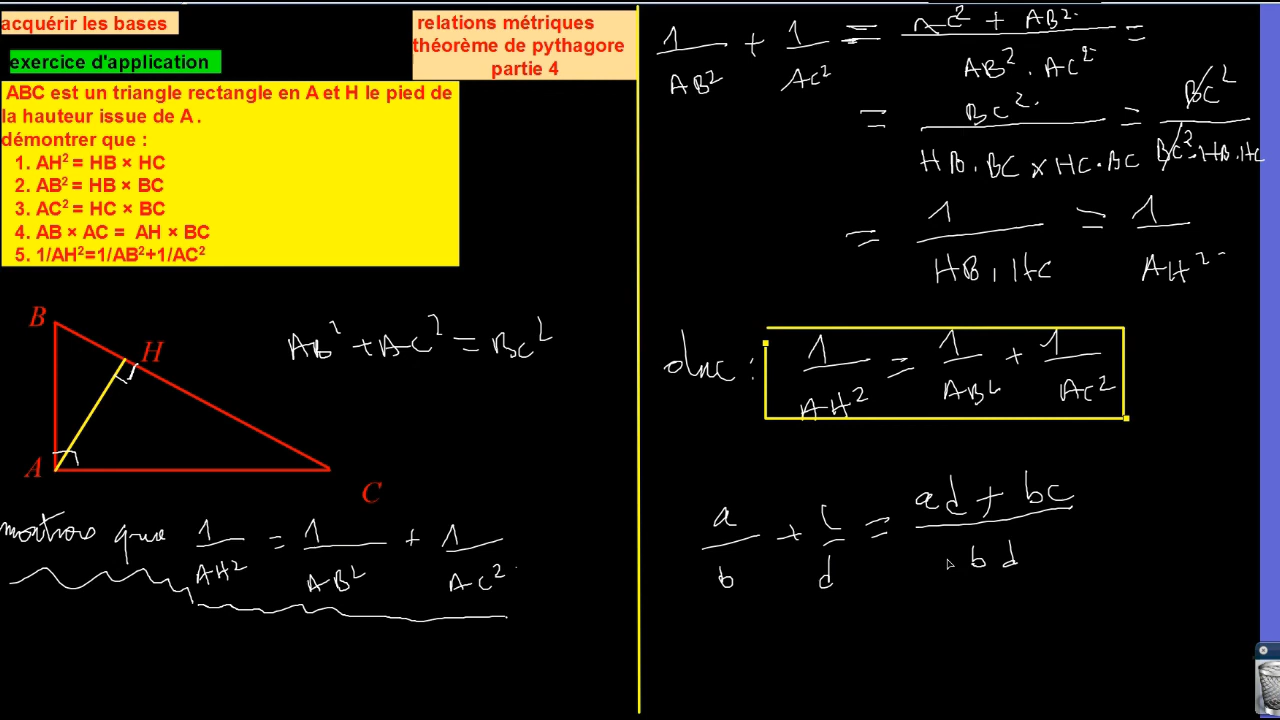 acquérir les bases
relations métriques
théorème de pythagore
partie 4
exercice d'application
ABC est un triangle rectangle en A et H le pied de
la hauteur issue de A .
démontrer que :
1. AH² = HB × HC
2. AB² = HB × BC
3. AC² = HC × BC
4. AB × AC = AH × BC
5. 1/AH²=1/AB²+1/AC²
B
H
A
C
AB² + AC² = BC²
montrons que 1/AH² = 1/AB² + 1/AC²
1/AB² + 1/AC² = (AC² + AB²)/(AB² . AC²) =
= BC²/(HB . BC × HC . BC) = BC²/(BC² . HB . HC)
= 1/(HB . HC) = 1/AH²
donc : 1/AH² = 1/AB² + 1/AC²
a/b + c/d = (ad + bc)/(bd)